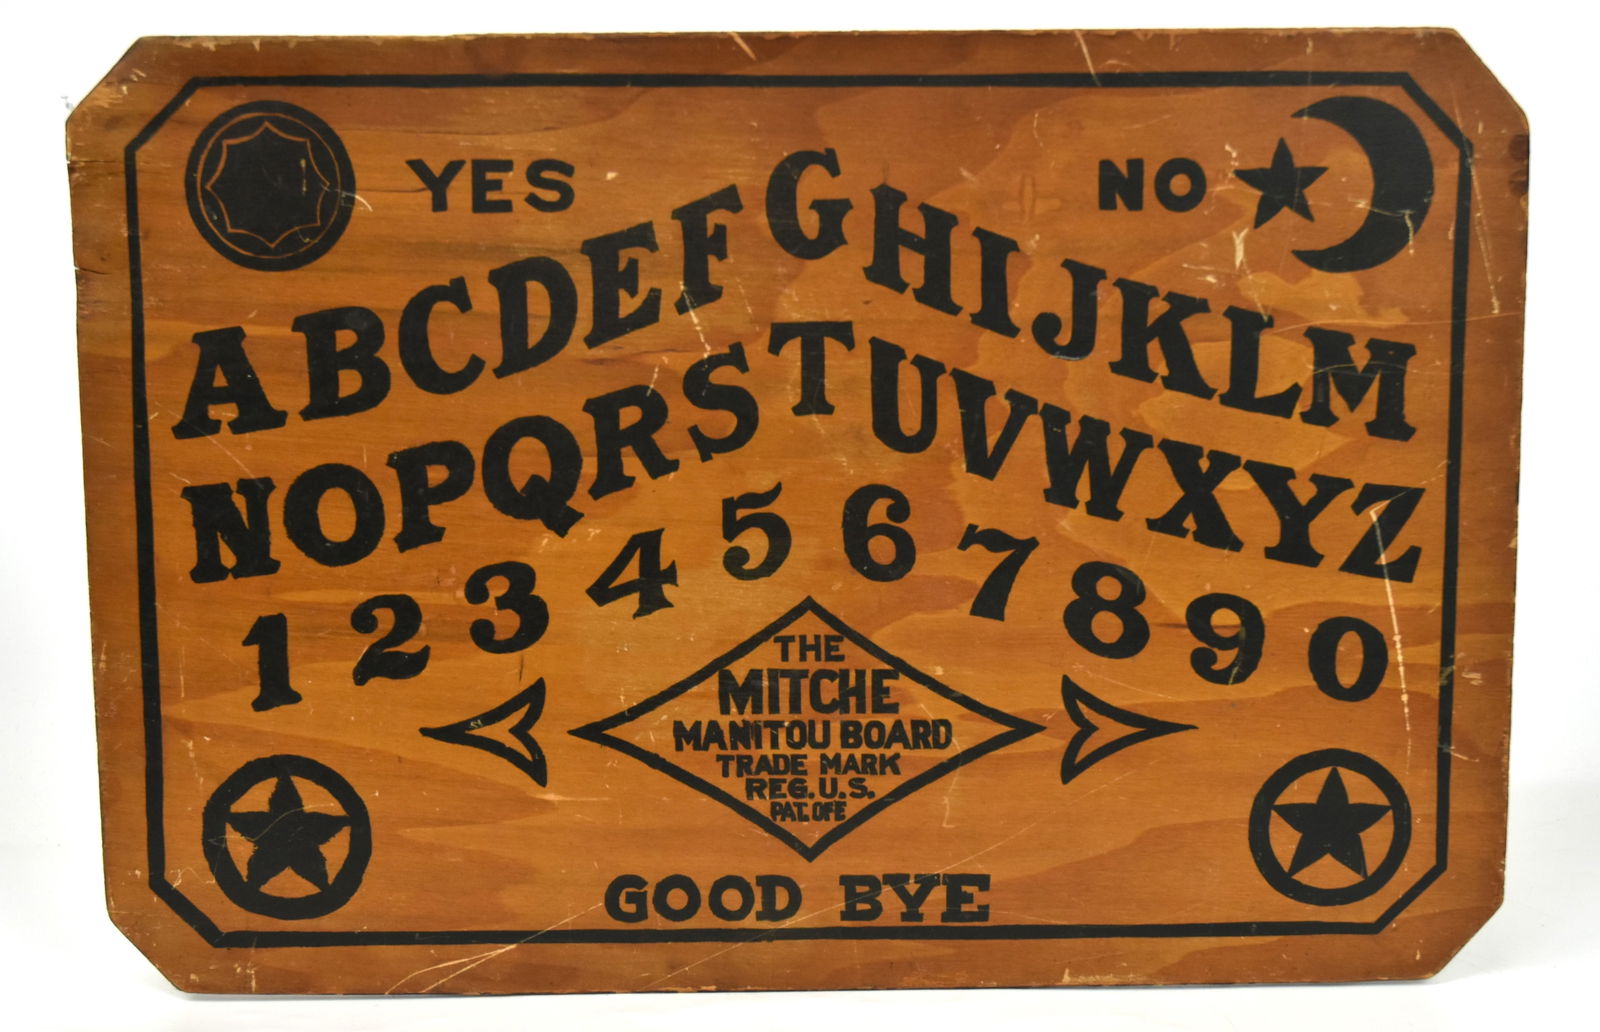 YES NO
ABCDEFGHIJKLM
NOPQRSTUVWXYZ
1234567890
THE
MITCHE
MANITOU BOARD
TRADE MARK
REG. U.S.
PAT. OFF
GOOD BYE